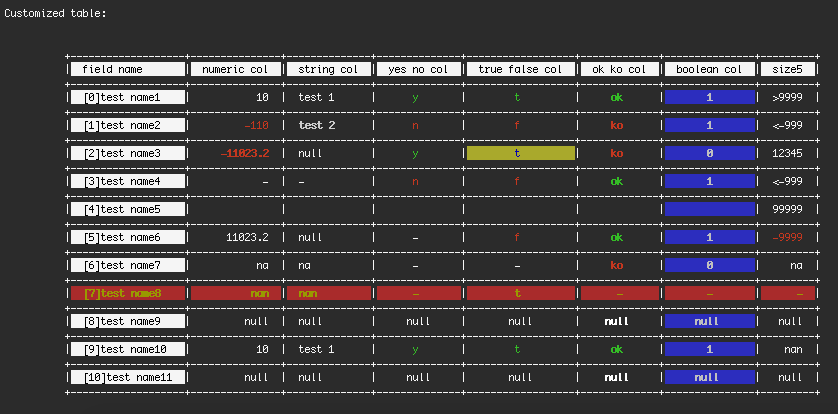 Customized table:
field name | numeric col | string col | yes no col | true false col | ok ko col | boolean col | size5
[0]test name1 | 10 | test 1 | y | t | ok | 1 | >9999
[1]test name2 | -110 | test 2 | n | f | ko | 1 | <-999
[2]test name3 | -11023.2 | null | y | t | ko | 0 | 12345
[3]test name4 | - | - | n | f | ok | 1 | <-999
[4]test name5 | | | | | | | 99999
[5]test name6 | 11023.2 | null | - | f | ok | 1 | -9999
[6]test name7 | na | na | - | - | ko | 0 | na
[7]test name8 | nan | nan | - | t | - | - | -
[8]test name9 | null | null | null | null | null | null | null
[9]test name10 | 10 | test 1 | y | t | ok | 1 | nan
[10]test name11 | null | null | null | null | null | null | null